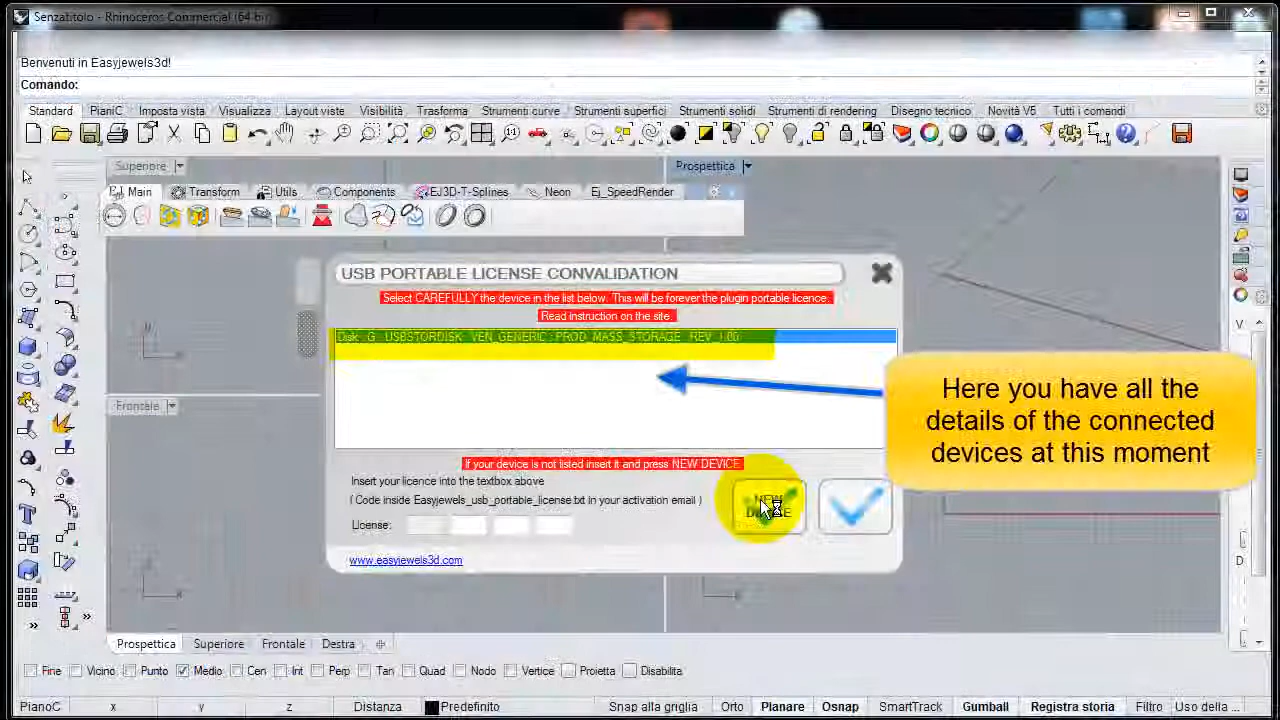 Senzatitolo - Rhinoceros Commercial (64-bit)
Benvenuti in Easyjewels3d!
Comando:
Standard PianiC Imposta vista Visualizza Layout viste Visibilità Trasforma Strumenti curve Strumenti superfici Strumenti solidi Strumenti di rendering Disegno tecnico Novità V5 Tutti i comandi
Superiore Prospettica
Main Transform Utils Components EJ3D-T-Splines Neon Ej_SpeedRender
USB PORTABLE LICENSE CONVALIDATION
Select CAREFULLY the device in the list below. This will be forever the plugin portable licence.
Read instruction on the site.
Disk : G : USBSTORDISK VEN_GENERIC : PROD_MASS_STORAGE REV_1.00
Here you have all the
details of the connected
devices at this moment
Frontale
If your device is not listed insert it and press NEW DEVICE
Insert your licence into the textbox above
( Code inside Easyjewels_usb_portable_license.txt in your activation email )
NEW
DEVICE
License:
www.easyjewels3d.com
V
D
Prospettica Superiore Frontale Destra
Fine Vicino Punto Medio Cen Int Perp Tan Quad Nodo Vertice Proietta Disabilita
PianoC x y z Distanza Predefinito Snap alla griglia Orto Planare Osnap SmartTrack Gumball Registra storia Filtro Uso della ...